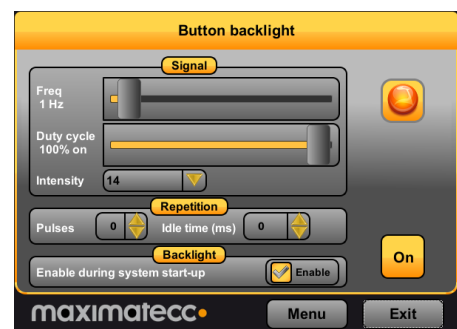 Button backlight
Signal
Freq
1 Hz
Duty cycle
100% on
Intensity 14
Repetition
Pulses 0 Idle time (ms) 0
Backlight
Enable during system start-up Enable
On
maximatecc
Menu Exit